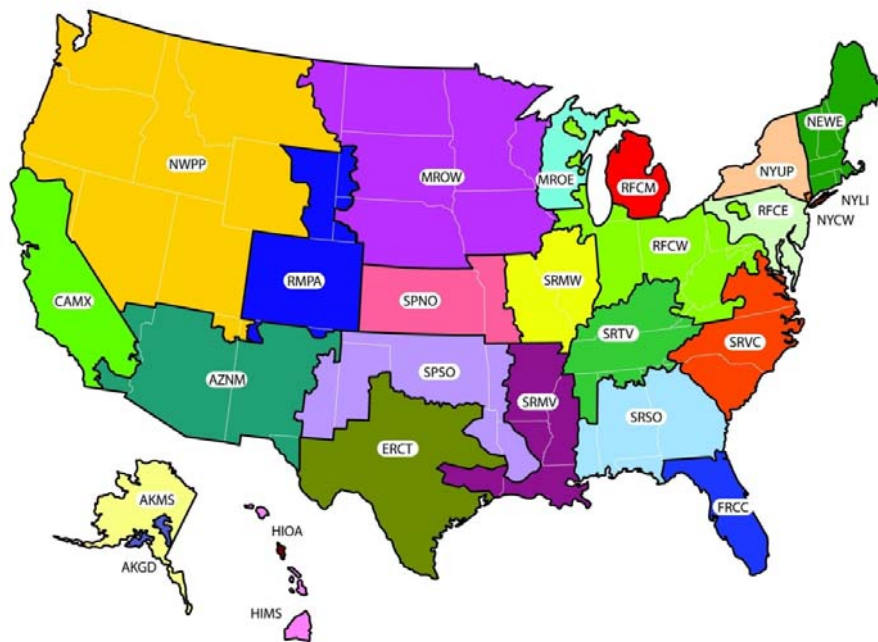 NEWE
NWPP
MROW
MROE
NYUP
RFCM
NYLI
RFCE
NYCW
RFCW
RMPA
SRMW
CAMX
SPNO
SRTV
SRVC
SPSO
AZNM
SRMV
SRSO
ERCT
AKMS
FRCC
HIOA
AKGD
HIMS